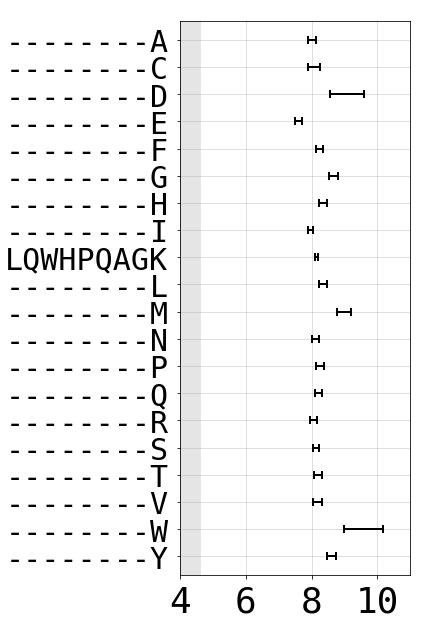 --------A
--------C
--------D
--------E
--------F
--------G
--------H
--------I
LQWHPQAGK
--------L
--------M
--------N
--------P
--------Q
--------R
--------S
--------T
--------V
--------W
--------Y
4 6 8 10